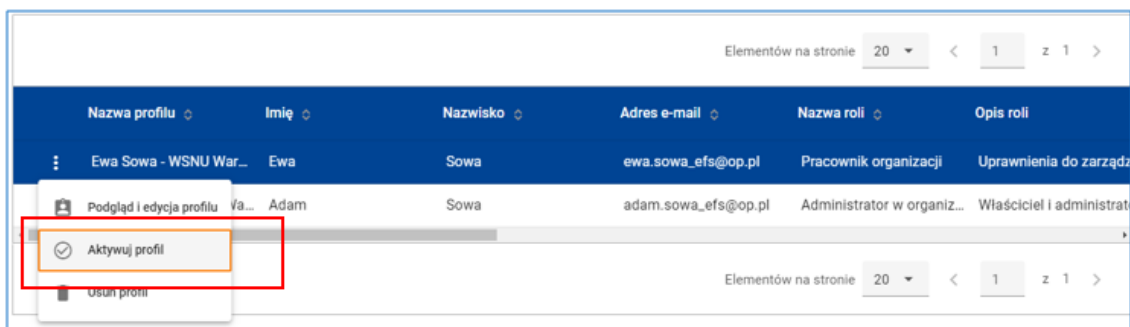 Elementów na stronie 20 1 z 1
Nazwa profilu Imię Nazwisko Adres e-mail Nazwa roli Opis roli
Ewa Sowa - WSNU War... Ewa Sowa ewa.sowa_efs@op.pl Pracownik organizacji Uprawnienia do zarządz
Podgląd i edycja profilu Wa... Adam Sowa adam.sowa_efs@op.pl Administrator w organiz... Właściciel i administrat
Aktywuj profil
Usuń profil
Elementów na stronie 20 1 z 1